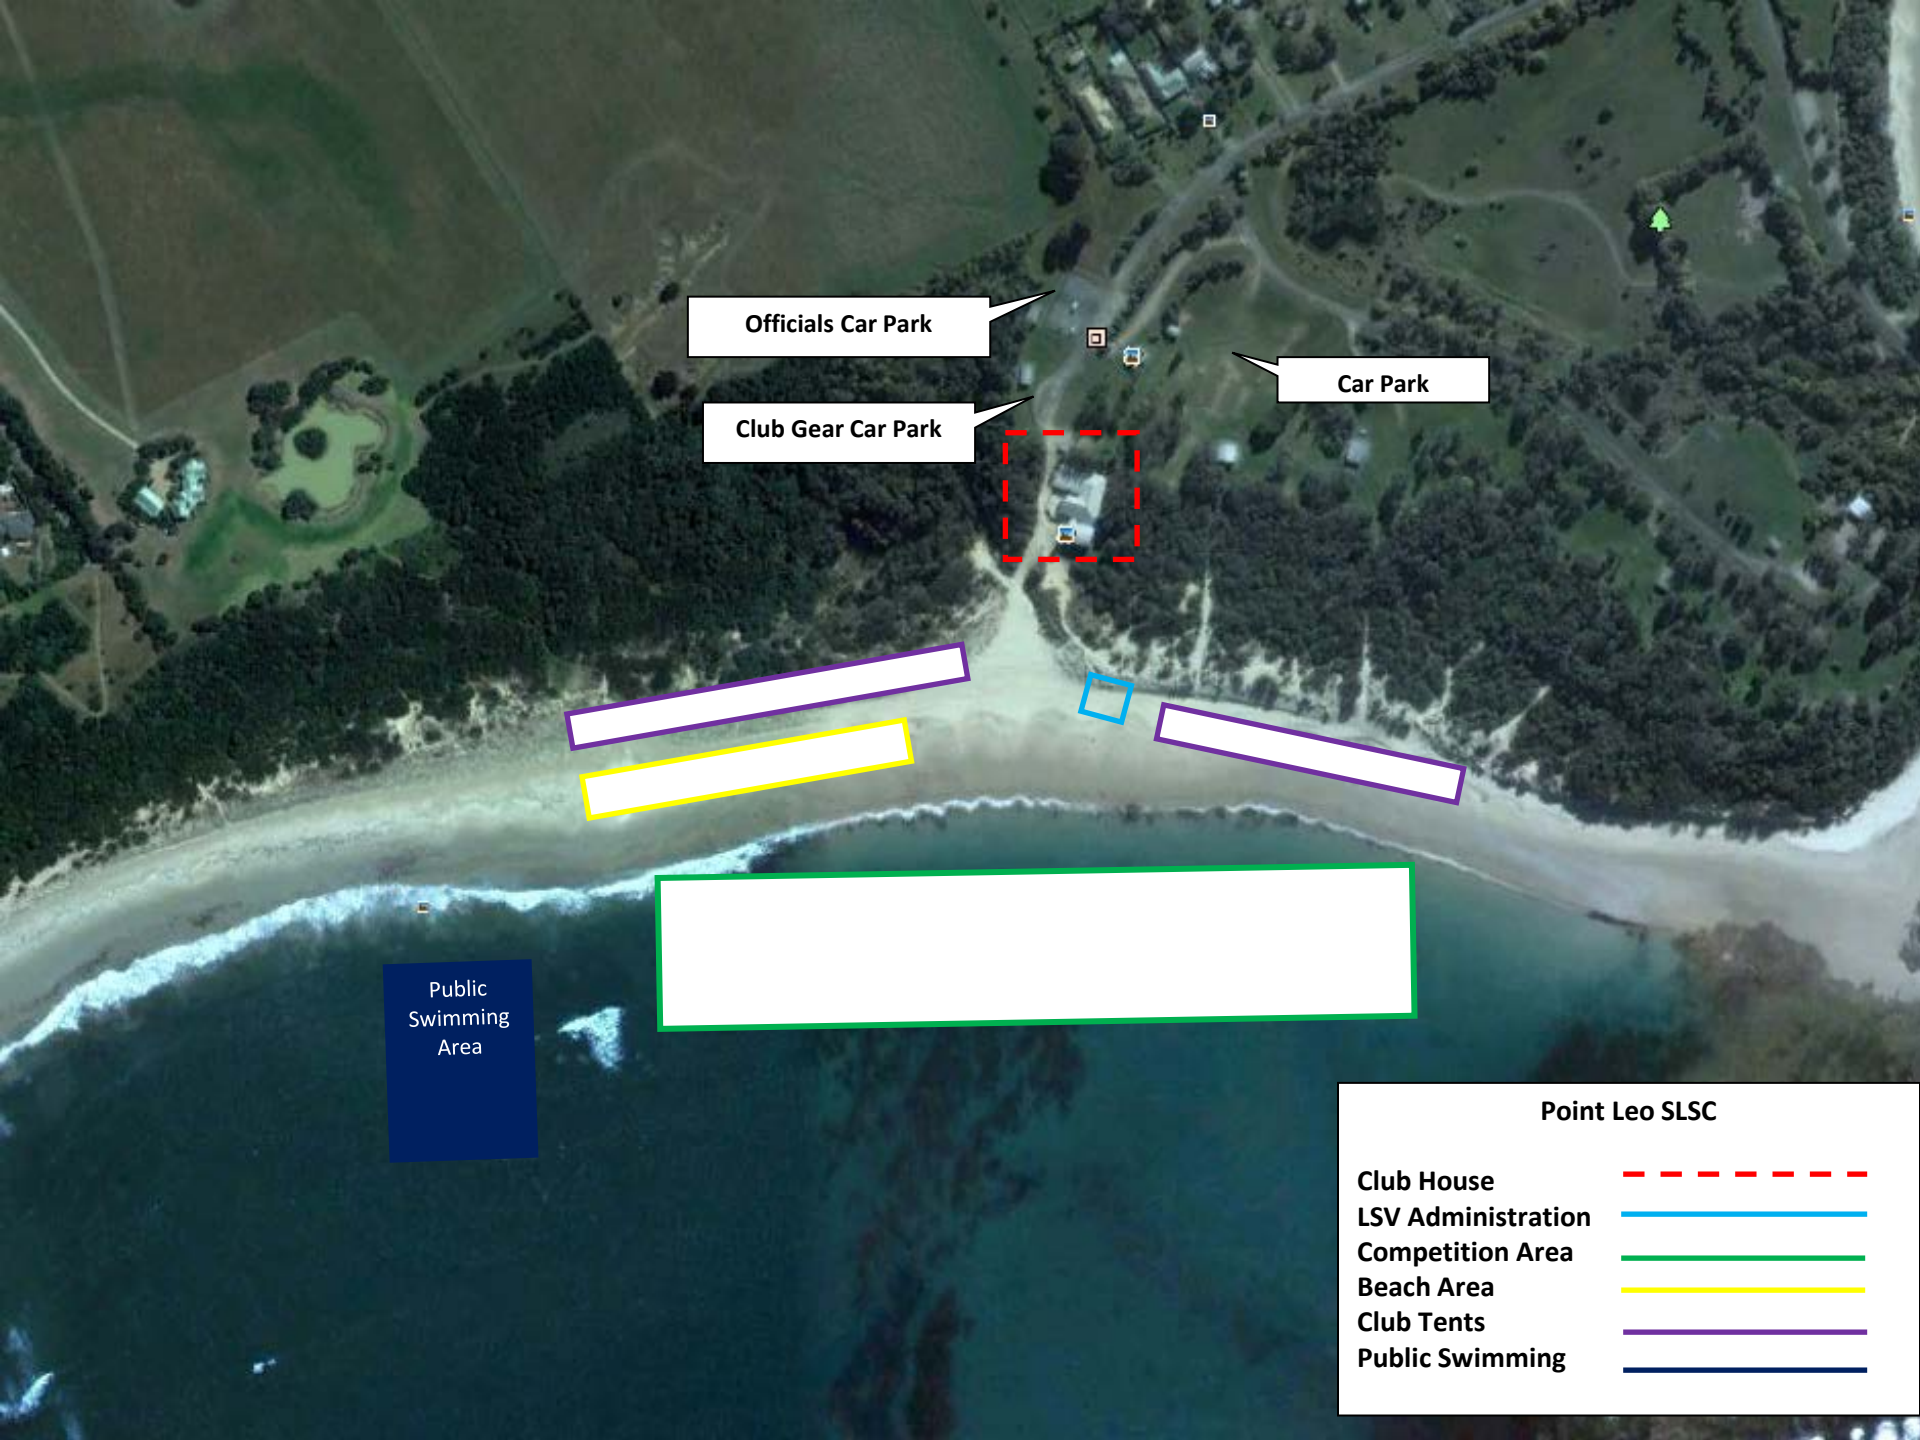 Officials Car Park
Car Park
Club Gear Car Park
Public
Swimming
Area
Point Leo SLSC
Club House
LSV Administration
Competition Area
Beach Area
Club Tents
Public Swimming